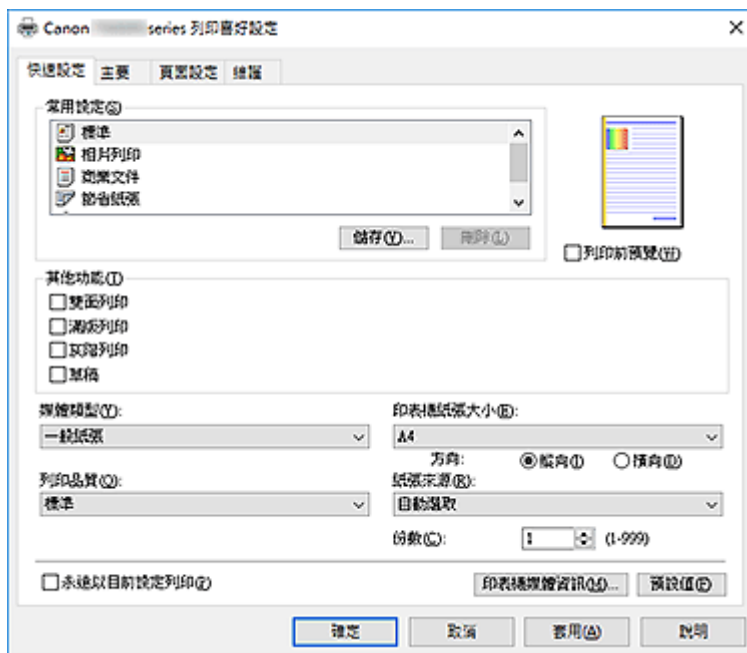 Canon series 列印喜好設定
快速設定 主要 頁面設定 維護
常用設定(S)
標準
相片列印
商業文件
節省紙張
儲存(V)... 刪除(L)
列印前預覽(W)
其他功能(T)
雙面列印
滿版列印
灰階列印
草稿
媒體類型(Y):
一般紙張
印表機紙張大小(E):
A4
方向: 縱向(I) 橫向(D)
列印品質(Q):
標準
紙張來源(R):
自動選取
份數(C): 1 (1-999)
永遠以目前設定列印(P)
印表機媒體資訊(M)... 預設值(F)
確定 取消 套用(A) 說明